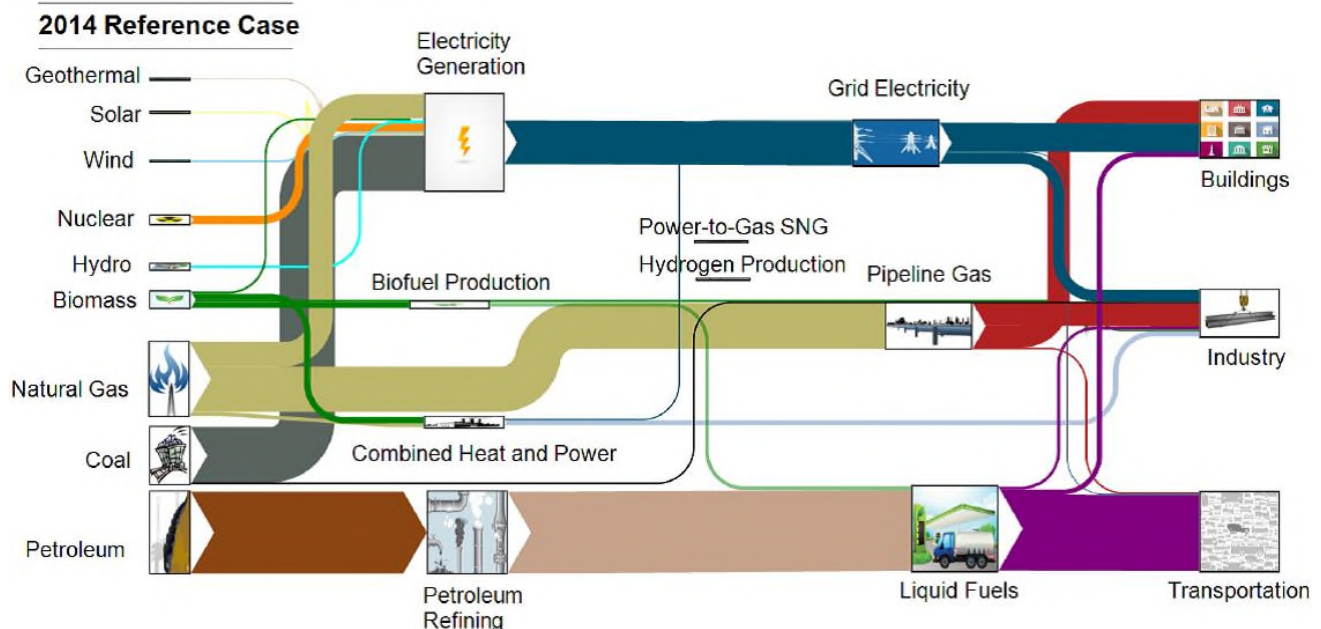 2014 Reference Case
Electricity
Generation
Geothermal
Solar
Grid Electricity
Wind
Buildings
Nuclear
Power-to-Gas SNG
Hydro
Hydrogen Production
Pipeline Gas
Biofuel Production
Biomass
Industry
Natural Gas
Combined Heat and Power
Coal
Petroleum
Petroleum
Refining
Liquid Fuels
Transportation